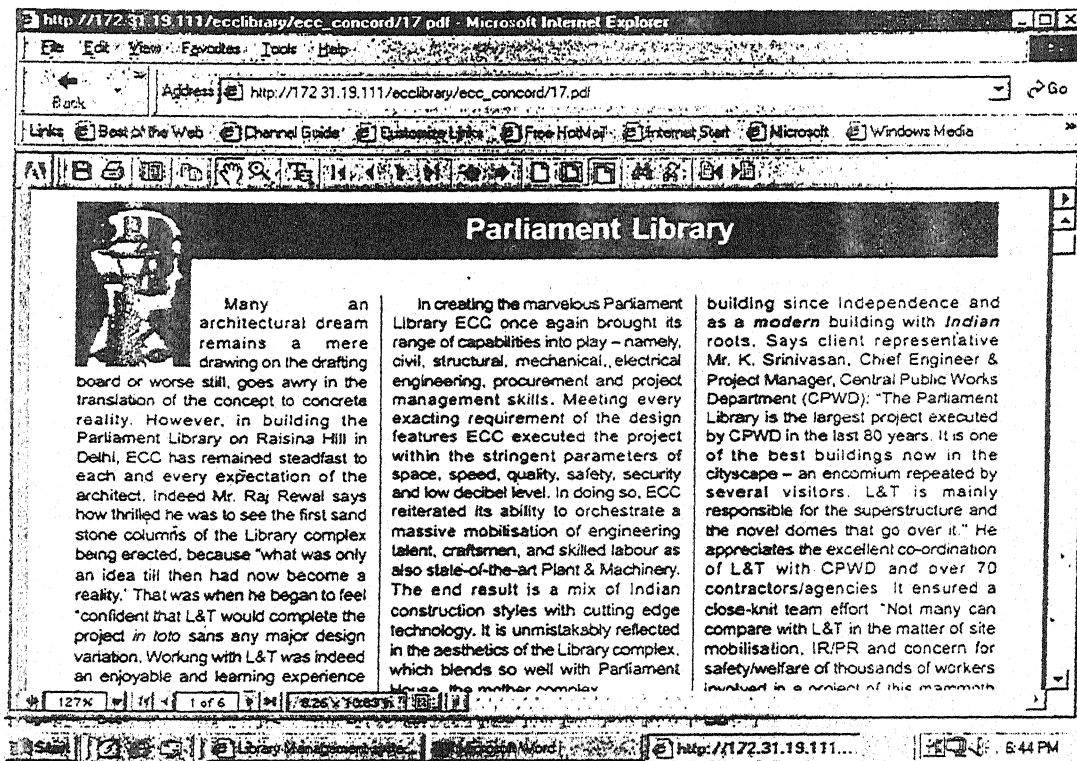 http //172.31.19.111/ecclibrary/ecc_concord/17 pdf - Microsoft Internet Explorer
File Edit View Favorites Tools Help
Back
Address http://172 31.19.111/ecclibrary/ecc_concord/17.pdf
Go
Links Best of the Web Channel Guide Customize Links Free HotMail Internet Start Microsoft Windows Media
Parliament Library
Many an
architectural dream
remains a mere
drawing on the drafting
board or worse still, goes awry in the
translation of the concept to concrete
reality. However, in building the
Parliament Library on Raisina Hill in
Delhi, ECC has remained steadfast to
each and every expectation of the
architect. Indeed Mr. Raj Rewal says
how thrilled he was to see the first sand
stone columns of the Library complex
being erected, because "what was only
an idea till then had now become a
reality.' That was when he began to feel
"confident that L&T would complete the
project in toto sans any major design
variation. Working with L&T was indeed
an enjoyable and learning experience
In creating the marvelous Parliament
Library ECC once again brought its
range of capabilities into play – namely,
civil, structural, mechanical, electrical
engineering, procurement and project
management skills. Meeting every
exacting requirement of the design
features ECC executed the project
within the stringent parameters of
space, speed, quality, safety, security
and low decibel level. In doing so, ECC
reiterated its ability to orchestrate a
massive mobilisation of engineering
talent, craftsmen, and skilled labour as
also state-of-the-art Plant & Machinery.
The end result is a mix of Indian
construction styles with cutting edge
technology. It is unmistakably reflected
in the aesthetics of the Library complex,
which blends so well with Parliament
House, the mother complex
building since Independence and
as a modern building with Indian
roots. Says client representative
Mr. K. Srinivasan, Chief Engineer &
Project Manager, Central Public Works
Department (CPWD): "The Parliament
Library is the largest project executed
by CPWD in the last 80 years. It is one
of the best buildings now in the
cityscape – an encomium repeated by
several visitors. L&T is mainly
responsible for the superstructure and
the novel domes that go over it." He
appreciates the excellent co-ordination
of L&T with CPWD and over 70
contractors/agencies It ensured a
close-knit team effort "Not many can
compare with L&T in the matter of site
mobilisation, IR/PR and concern for
safety/welfare of thousands of workers
involved in a project of this mammoth
127% 1 of 6 8.26 x 10.83 in
Start Library Management syste... Microsoft Word http://172.31.19.111.... 6:44 PM